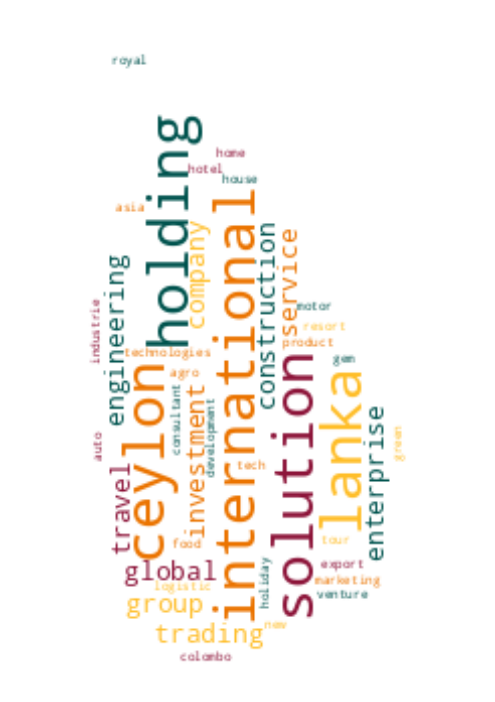 royal
holding
home
hotel
house
asia
international
company
construction
service
engineering
industrie
motor
resort
product
technologies
gem
agro
ceylon
solution
lanka
consultant
investment
development
enterprise
green
auto
tech
travel
food
tour
global
holiday
export
marketing
logistic
venture
group
new
trading
colombo